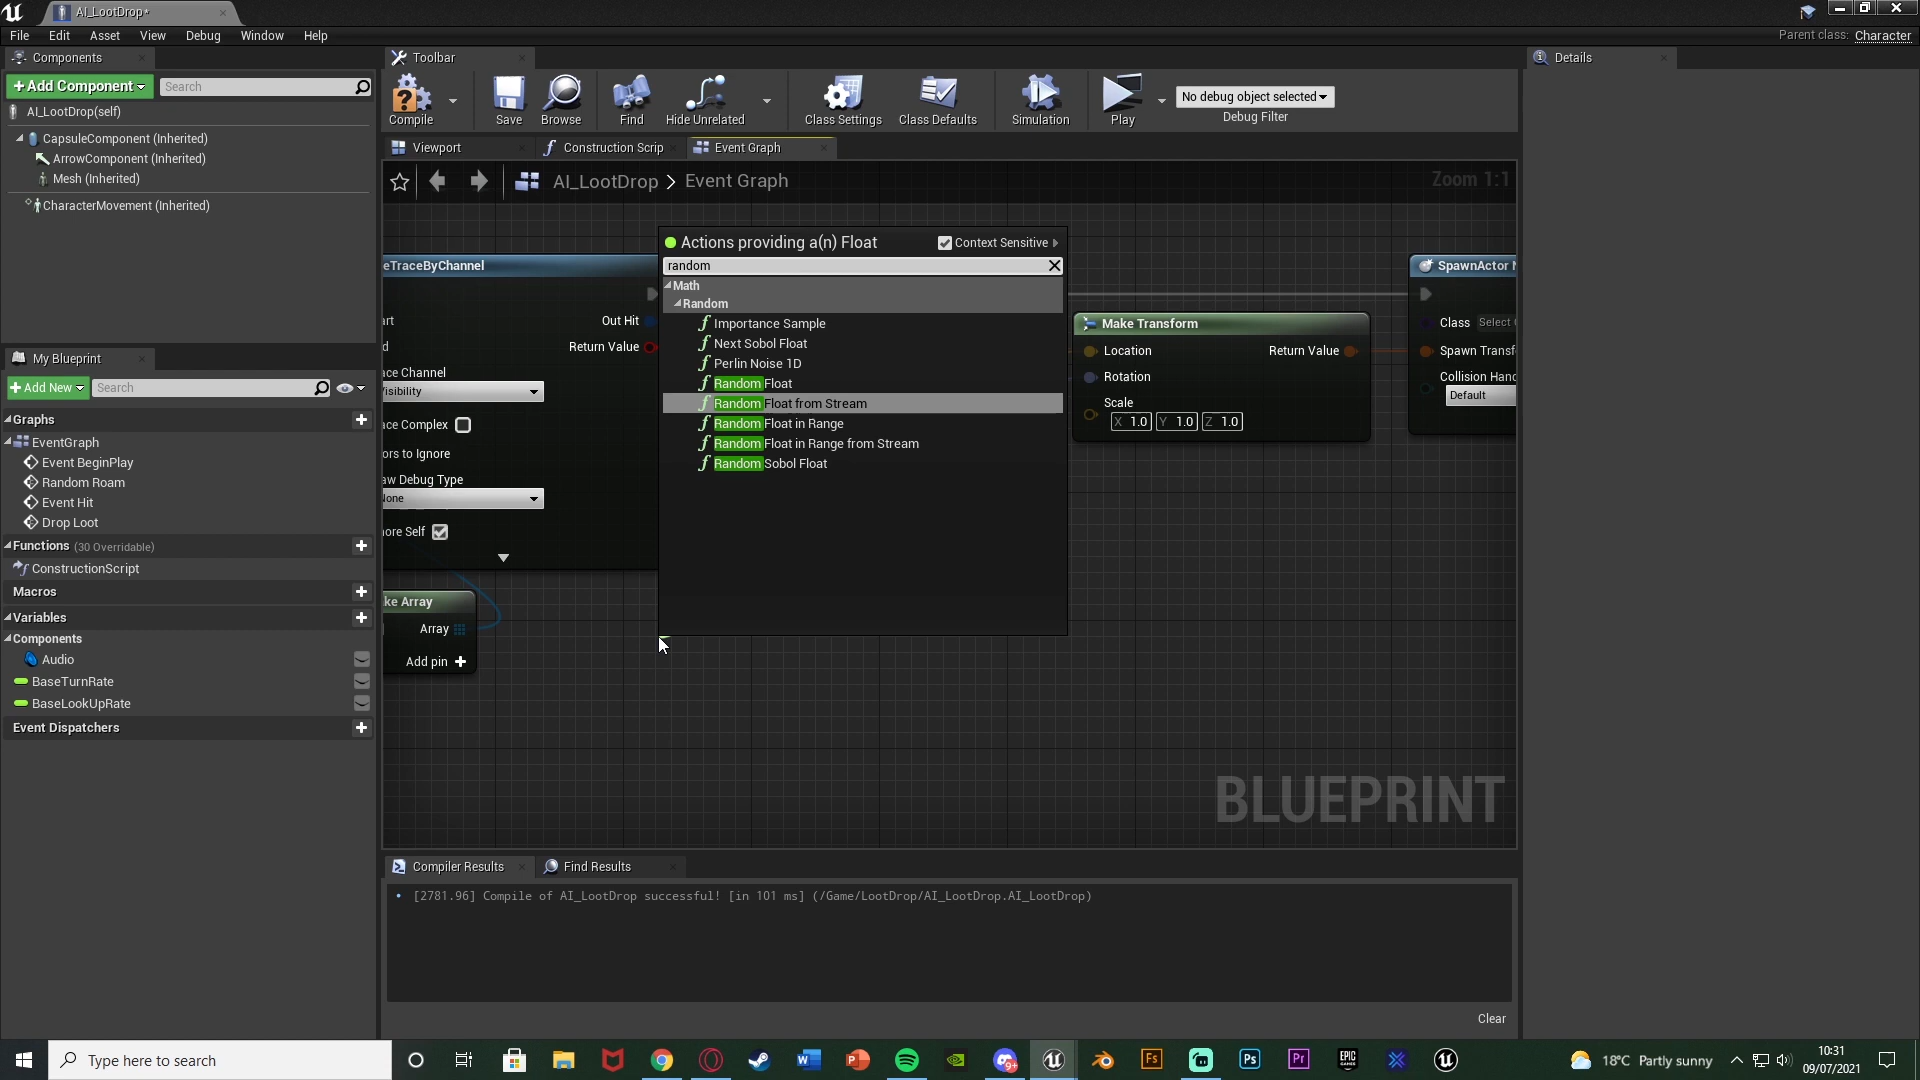 AI_LootDrop*
File Edit Asset View Debug Window Help
Parent class: Character
Components
Toolbar
Details
+Add Component
Search
AI_LootDrop(self)
CapsuleComponent (Inherited)
ArrowComponent (Inherited)
Mesh (Inherited)
CharacterMovement (Inherited)
Compile
Save
Browse
Find
Hide Unrelated
Class Settings
Class Defaults
Simulation
Play
No debug object selected
Debug Filter
Viewport
Construction Scrip
Event Graph
AI_LootDrop > Event Graph
Zoom 1:1
eTraceByChannel
Out Hit
Return Value
ace Channel
isibility
ace Complex
ors to Ignore
aw Debug Type
None
nore Self
ke Array
Array
Add pin
Actions providing a(n) Float
Context Sensitive
random
Math
Random
Importance Sample
Next Sobol Float
Perlin Noise 1D
Random Float
Random Float from Stream
Random Float in Range
Random Float in Range from Stream
Random Sobol Float
Make Transform
Location
Return Value
Rotation
Scale
X 1.0 Y 1.0 Z 1.0
SpawnActor
Class
Select
Spawn Transf
Collision Hand
Default
BLUEPRINT
My Blueprint
+Add New
Search
Graphs
EventGraph
Event BeginPlay
Random Roam
Event Hit
Drop Loot
Functions (30 Overridable)
ConstructionScript
Macros
Variables
Components
Audio
BaseTurnRate
BaseLookUpRate
Event Dispatchers
Compiler Results
Find Results
[2781.96] Compile of AI_LootDrop successful! [in 101 ms] (/Game/LootDrop/AI_LootDrop.AI_LootDrop)
Clear
Type here to search
18°C Partly sunny
10:31
09/07/2021